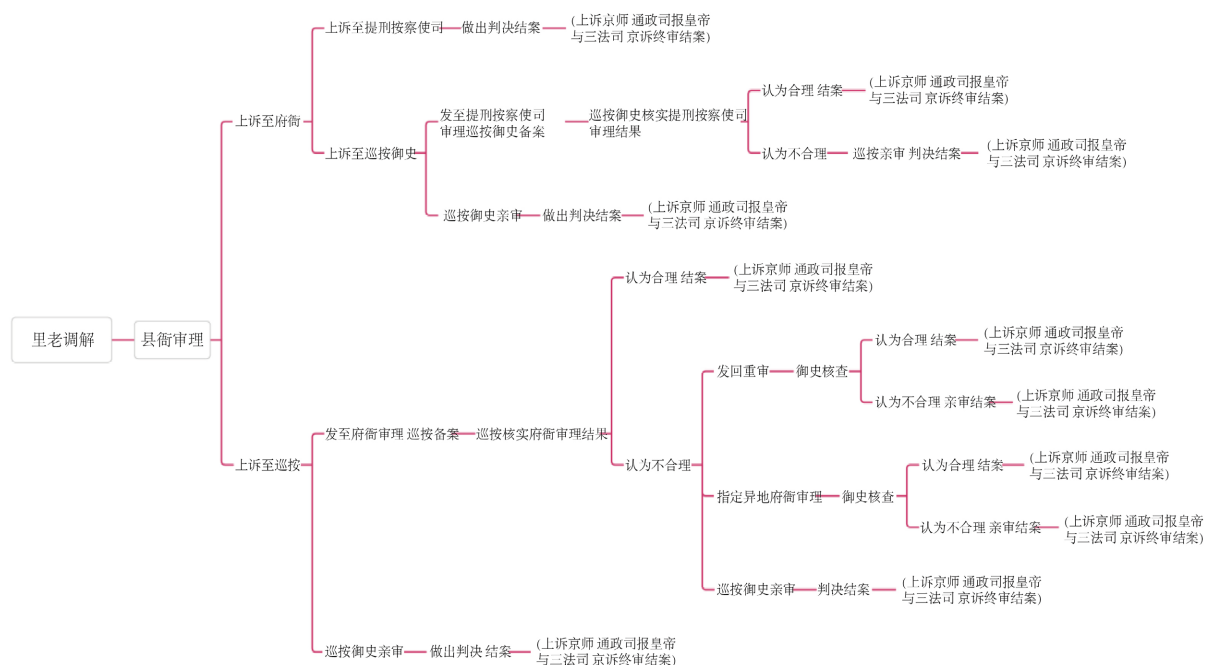 里老调解
县衙审理
上诉至府衙
上诉至提刑按察使司
做出判决结案
(上诉京师 通政司报皇帝
与三法司 京诉终审结案)
上诉至巡按御史
发至提刑按察使司
审理巡按御史备案
巡按御史核实提刑按察使司
审理结果
认为合理 结案
(上诉京师 通政司报皇帝
与三法司 京诉终审结案)
认为不合理
巡按亲审 判决结案
(上诉京师 通政司报皇帝
与三法司 京诉终审结案)
巡按御史亲审
做出判决结案
(上诉京师 通政司报皇帝
与三法司 京诉终审结案)
上诉至巡按
发至府衙审理 巡按备案
巡按核实府衙审理结果
认为合理 结案
(上诉京师 通政司报皇帝
与三法司 京诉终审结案)
认为不合理
发回重审
御史核查
认为合理 结案
(上诉京师 通政司报皇帝
与三法司 京诉终审结案)
认为不合理 亲审结案
(上诉京师 通政司报皇帝
与三法司 京诉终审结案)
指定异地府衙审理
御史核查
认为合理 结案
(上诉京师 通政司报皇帝
与三法司 京诉终审结案)
认为不合理 亲审结案
(上诉京师 通政司报皇帝
与三法司 京诉终审结案)
巡按御史亲审
判决结案
(上诉京师 通政司报皇帝
与三法司 京诉终审结案)
巡按御史亲审
做出判决 结案
(上诉京师 通政司报皇帝
与三法司 京诉终审结案)